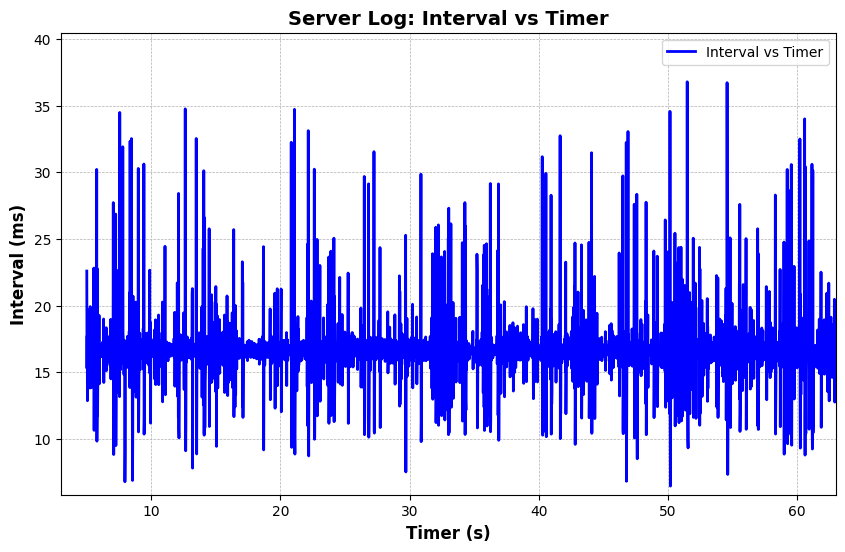 Server Log: Interval vs Timer
Interval vs Timer
40
35
30
25
20
15
10
Interval (ms)
10 20 30 40 50 60
Timer (s)